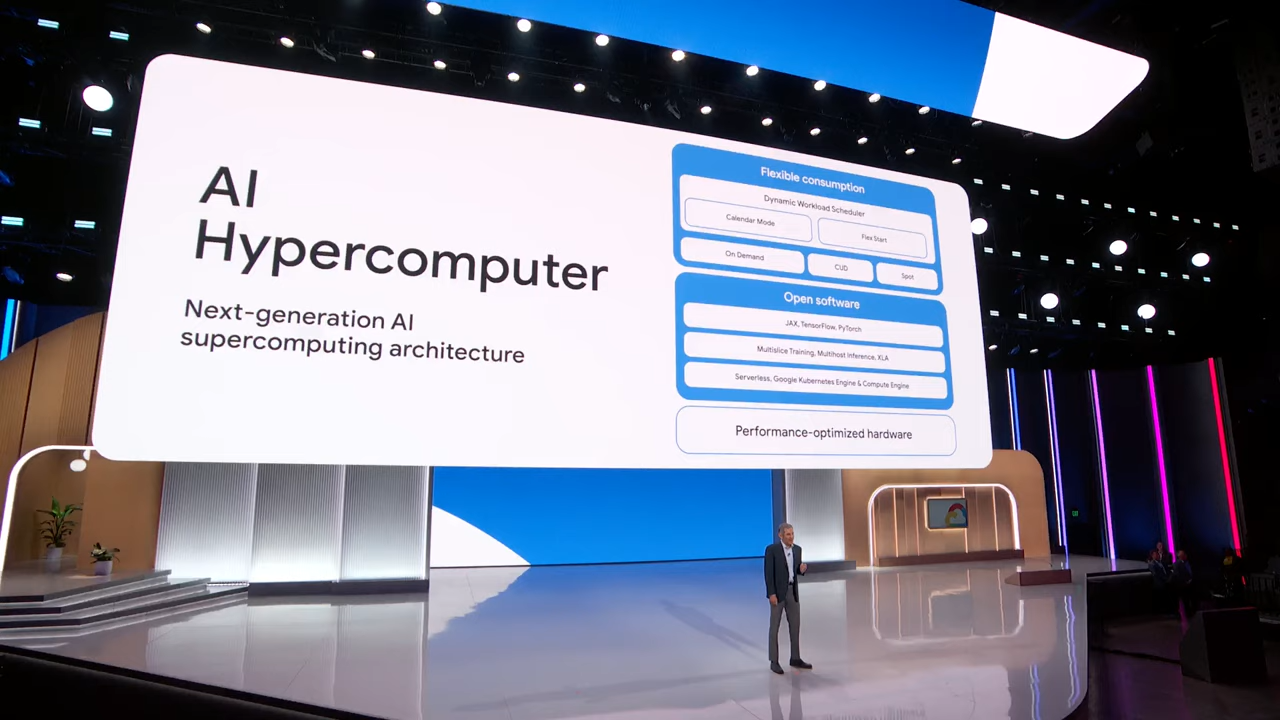 AI
Hypercomputer
Next-generation AI
supercomputing architecture
Flexible consumption
Dynamic Workload Scheduler
Calendar Mode
Flex Start
On Demand
CUD
Spot
Open software
JAX, TensorFlow, PyTorch
Multislice Training, Multihost Inference, XLA
Serverless, Google Kubernetes Engine & Compute Engine
Performance-optimized hardware